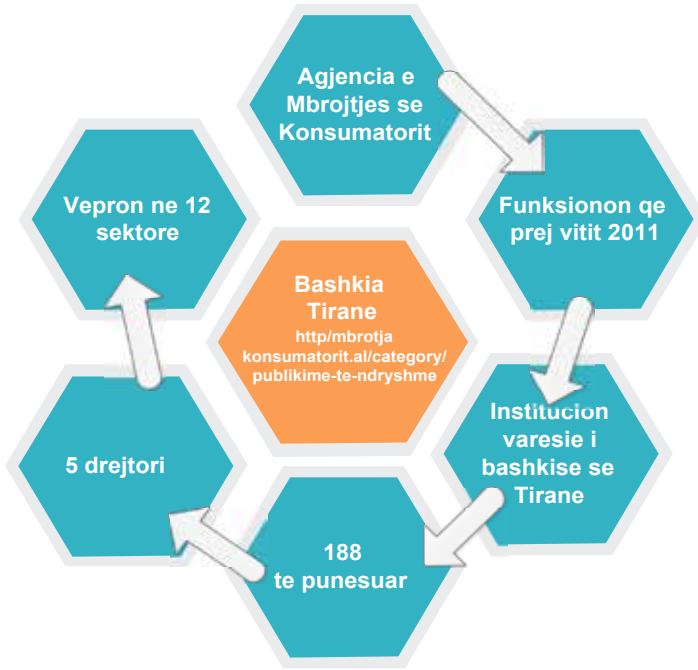 Agjencia e
Mbrojtjes se
Konsumatorit
Funksionon qe
prej vitit 2011
Institucion
varesie i
bashkise se
Tirane
188
te punesuar
5 drejtori
Vepron ne 12
sektore
Bashkia
Tirane
http/mbrotja
konsumatorit.al/category/
publikime-te-ndryshme